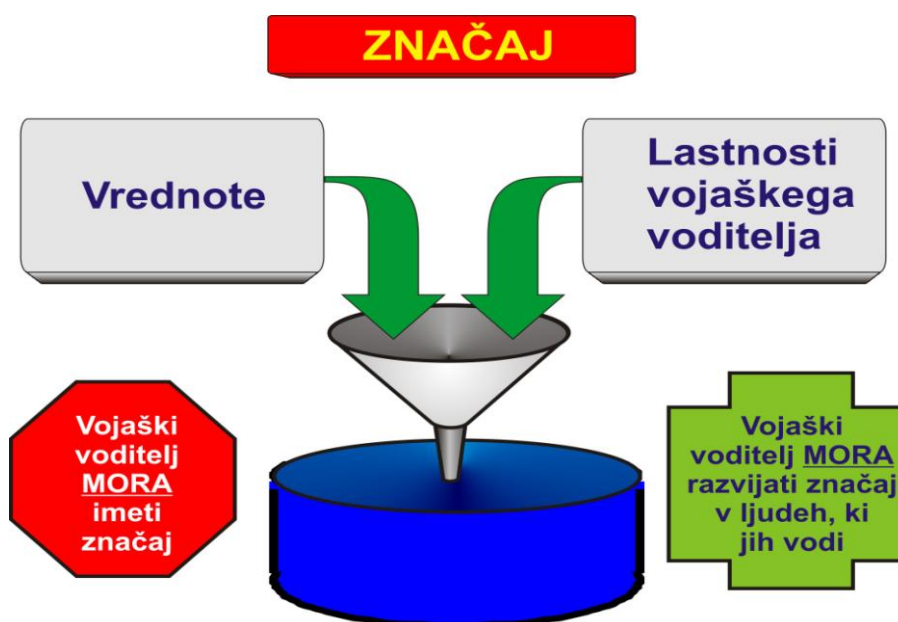 ZNAČAJ
Vrednote
Lastnosti
vojaškega
voditelja
Vojaški
voditelj
MORA
imeti
značaj
Vojaški
voditelj MORA
razvijati značaj
v ljudeh, ki
jih vodi